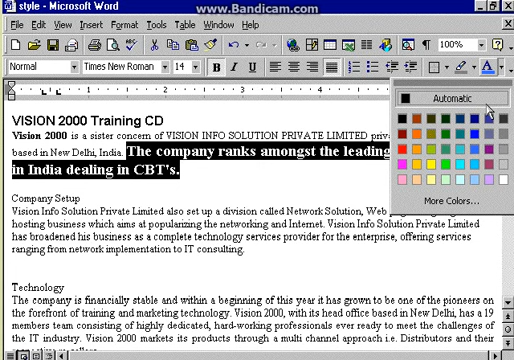 style - Microsoft Word
www.Bandicam.com
File Edit View Insert Format Tools Table Window Help
100%
Normal Times New Roman 14 B I U
Automatic
More Colors...
VISION 2000 Training CD
Vision 2000 is a sister concern of VISION INFO SOLUTION PRIVATE LIMITED
based in New Delhi, India. The company ranks amongst the leading
in India dealing in CBT's.
Company Setup
Vision Info Solution Private Limited also set up a division called Network Solution, Web
hosting business which aims at popularizing the networking and Internet. Vision Info Solution Private Limited
has broadened his business as a complete technology services provider for the enterprise, offering services
ranging from network implementation to IT consulting.
Technology
The company is financially stable and within a beginning of this year it has grown to be one of the pioneers on
the forefront of training and marketing technology. Vision 2000, with its head office based in New Delhi, has a 19
members team consisting of highly dedicated, hard-working professionals ever ready to meet the challenges of
the IT industry. Vision 2000 markets its products through a multi channel approach i.e. Distributors and their